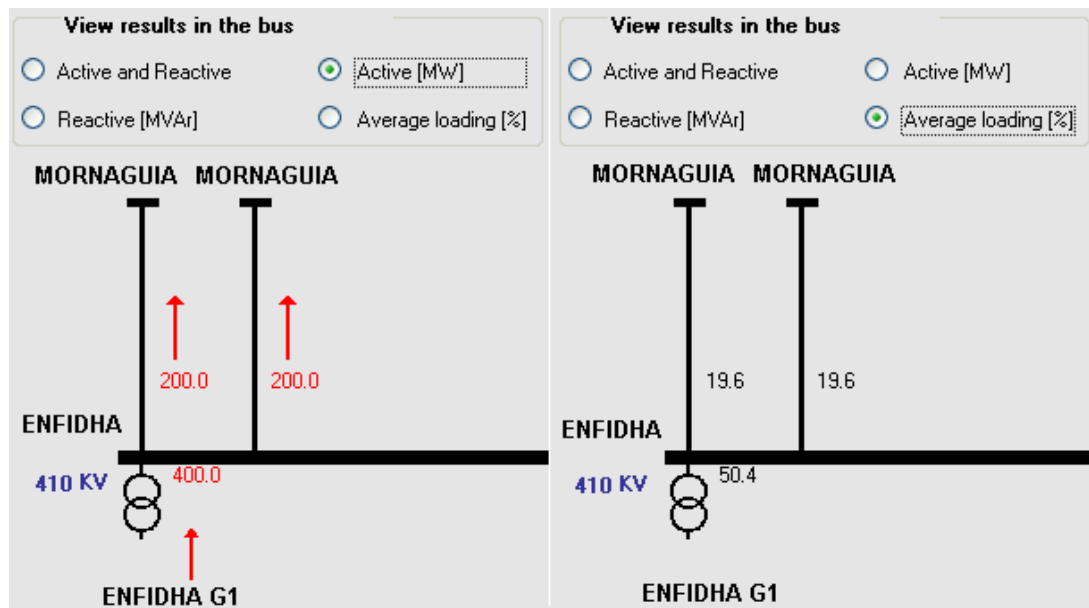 View results in the bus
Active and Reactive
Active [MW]
Reactive [MVAr]
Average loading [%]
MORNAGUIA MORNAGUIA
200.0
200.0
ENFIDHA
400.0
410 KV
ENFIDHA G1
View results in the bus
Active and Reactive
Active [MW]
Reactive [MVAr]
Average loading [%]
MORNAGUIA MORNAGUIA
19.6
19.6
ENFIDHA
50.4
410 KV
ENFIDHA G1